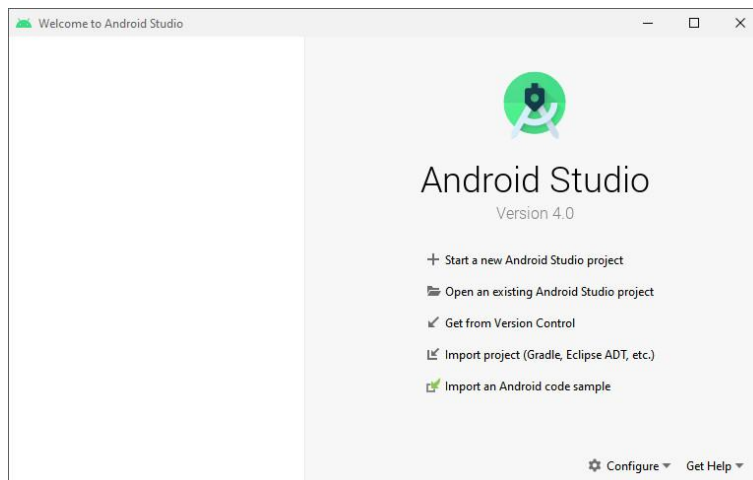 Welcome to Android Studio
Android Studio
Version 4.0
Start a new Android Studio project
Open an existing Android Studio project
Get from Version Control
Import project (Gradle, Eclipse ADT, etc.)
Import an Android code sample
Configure Get Help